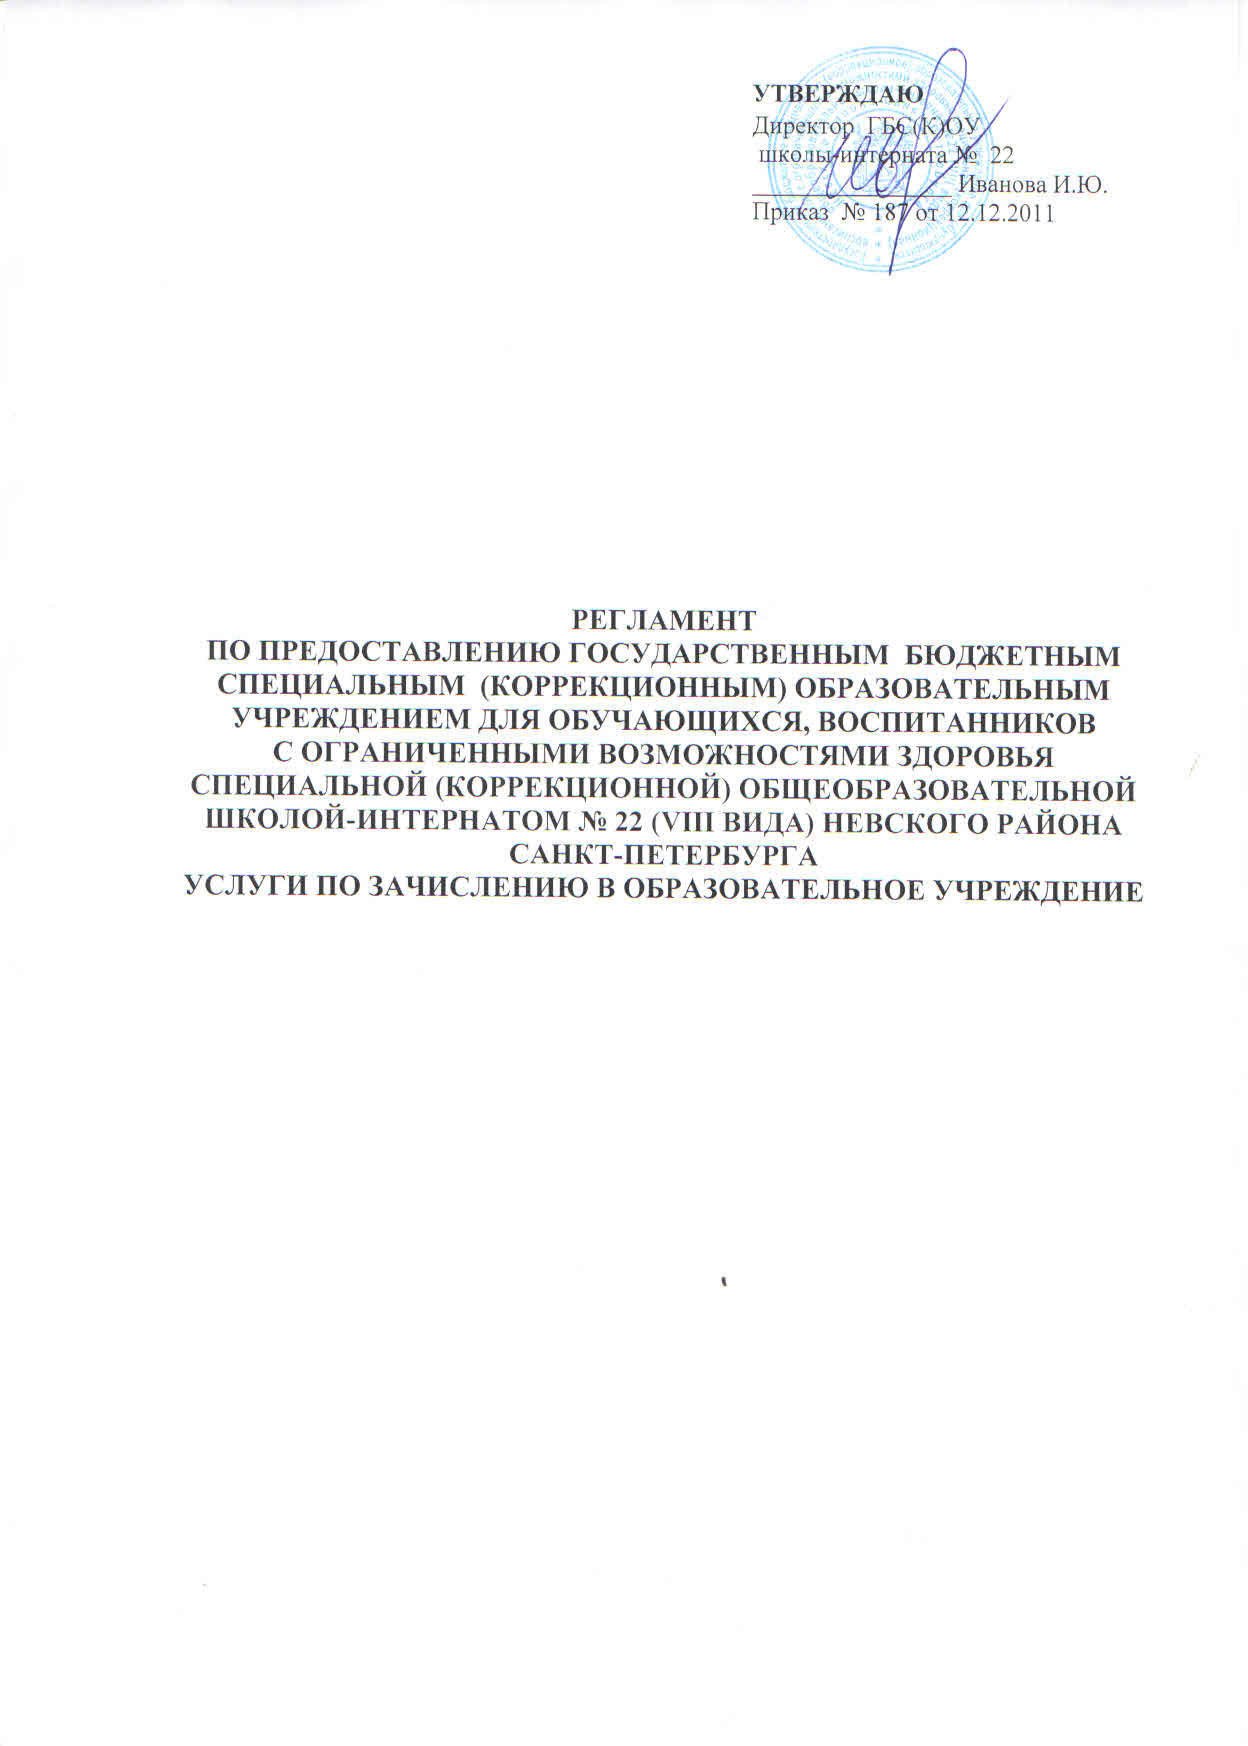 УТВЕРЖДАЮ
Директор ГБС(К)ОУ
школы-интерната № 22
Иванова И.Ю.
Приказ № 187 от 12.12.2011
РЕГЛАМЕНТ
ПО ПРЕДОСТАВЛЕНИЮ ГОСУДАРСТВЕННЫМ БЮДЖЕТНЫМ
СПЕЦИАЛЬНЫМ (КОРРЕКЦИОННЫМ) ОБРАЗОВАТЕЛЬНЫМ
УЧРЕЖДЕНИЕМ ДЛЯ ОБУЧАЮЩИХСЯ, ВОСПИТАННИКОВ
С ОГРАНИЧЕННЫМИ ВОЗМОЖНОСТЯМИ ЗДОРОВЬЯ
СПЕЦИАЛЬНОЙ (КОРРЕКЦИОННОЙ) ОБЩЕОБРАЗОВАТЕЛЬНОЙ
ШКОЛОЙ-ИНТЕРНАТОМ № 22 (VIII ВИДА) НЕВСКОГО РАЙОНА
САНКТ-ПЕТЕРБУРГА
УСЛУГИ ПО ЗАЧИСЛЕНИЮ В ОБРАЗОВАТЕЛЬНОЕ УЧРЕЖДЕНИЕ